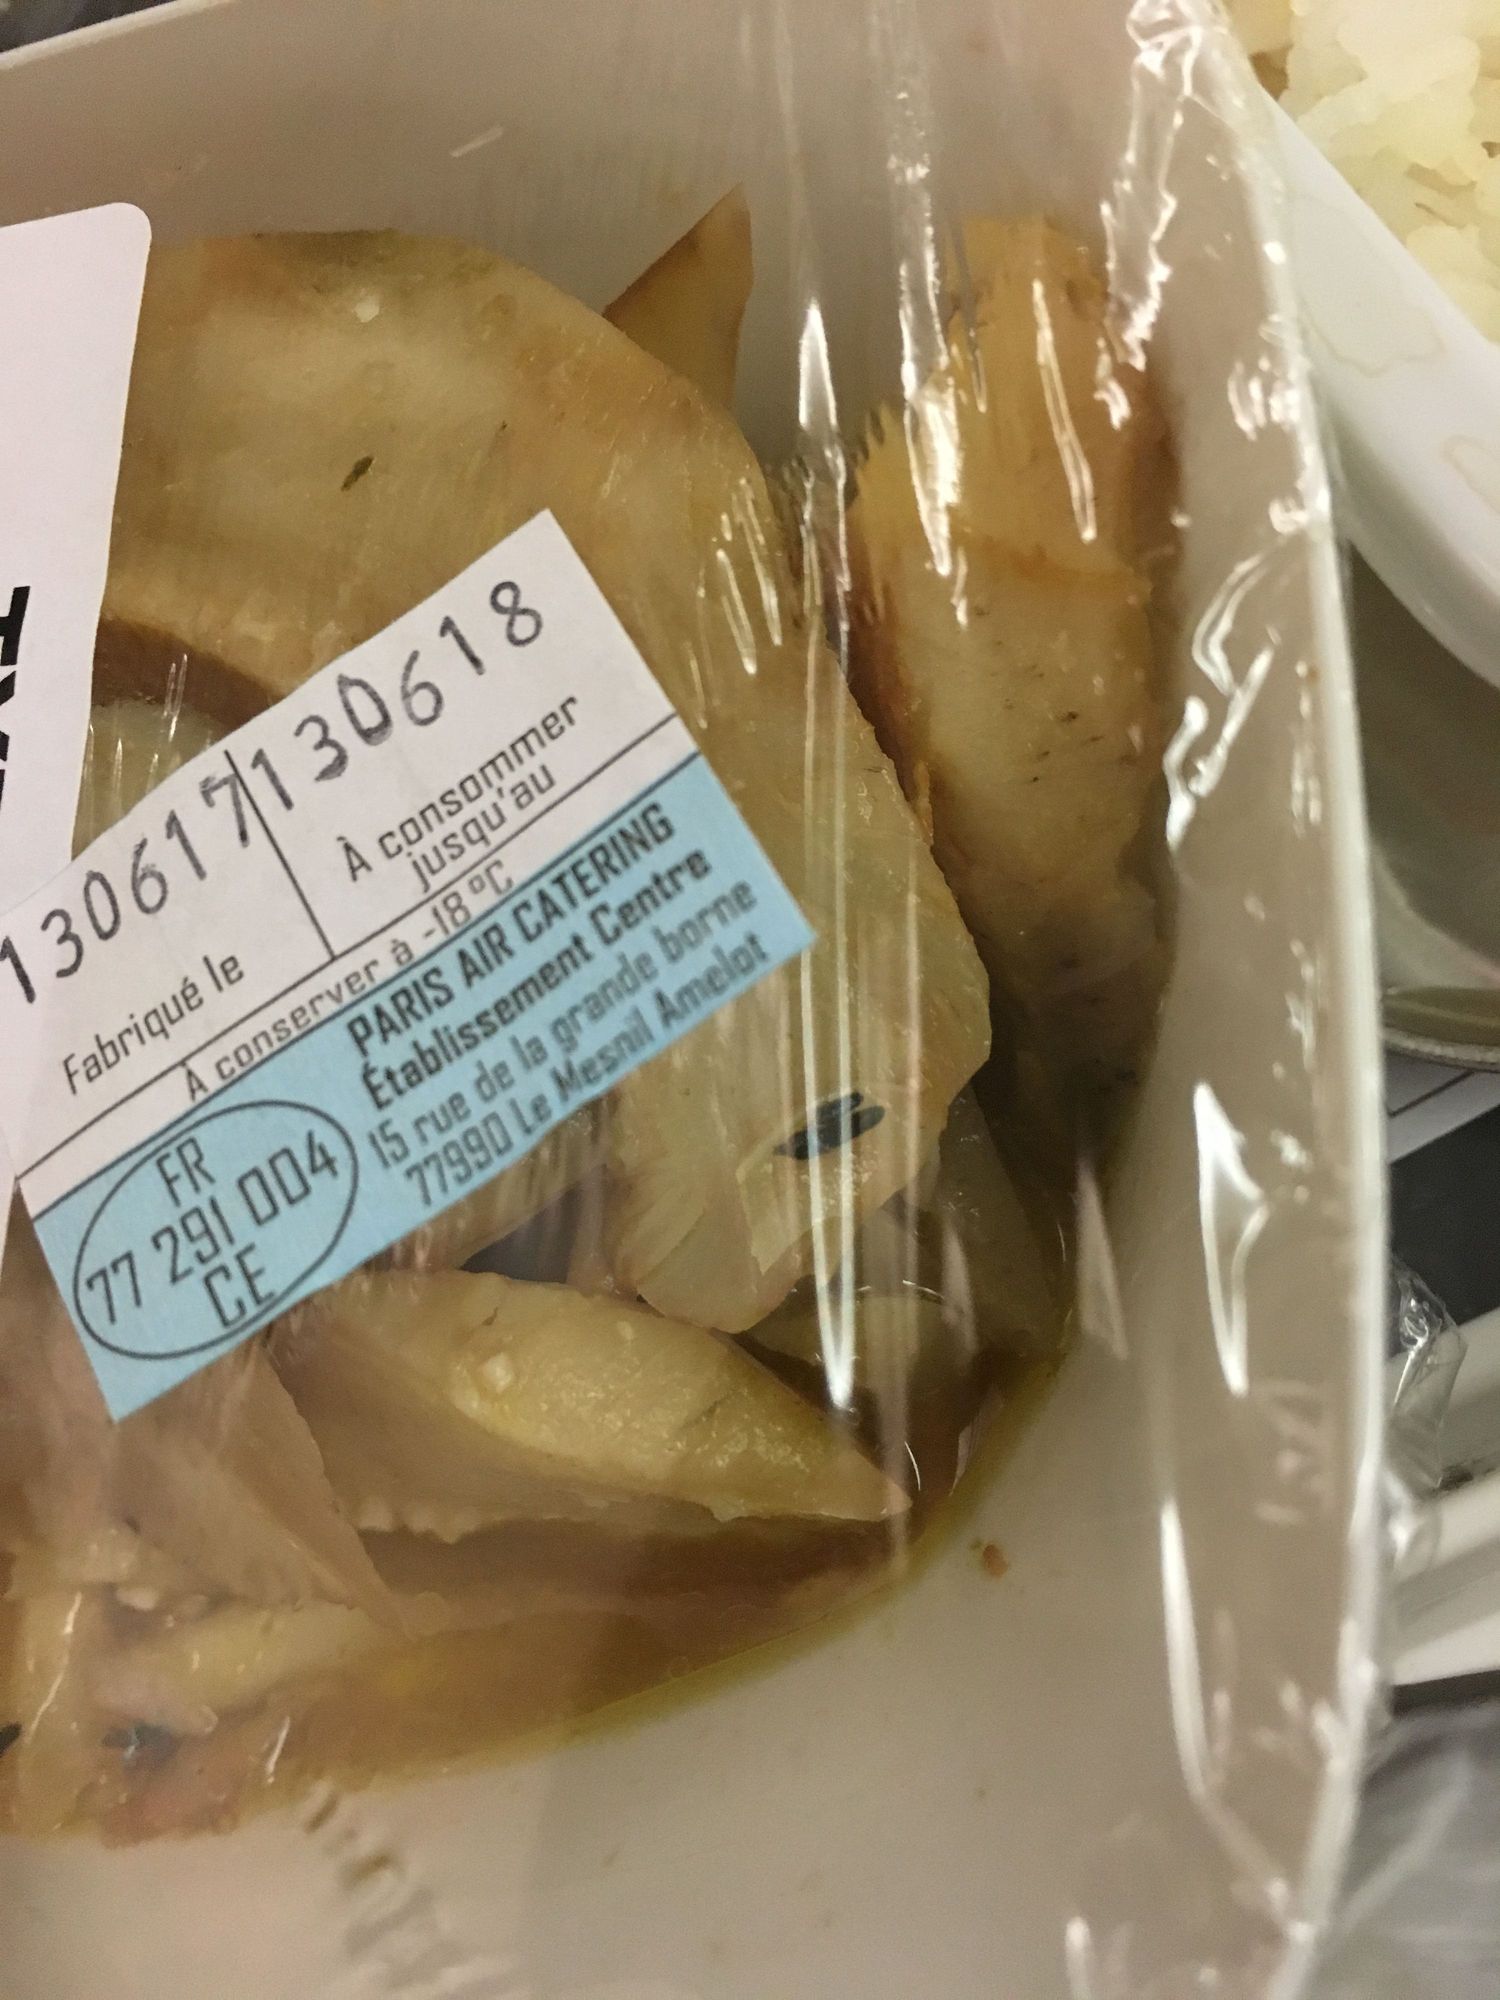 130617 130618
Fabriqué le
À consommer
jusqu'au
À conserver à -18°C
PARIS AIR CATERING
Établissement Centre
15 rue de la grande borne
77990 Le Mesnil Amelot
FR
77 291 004
CE